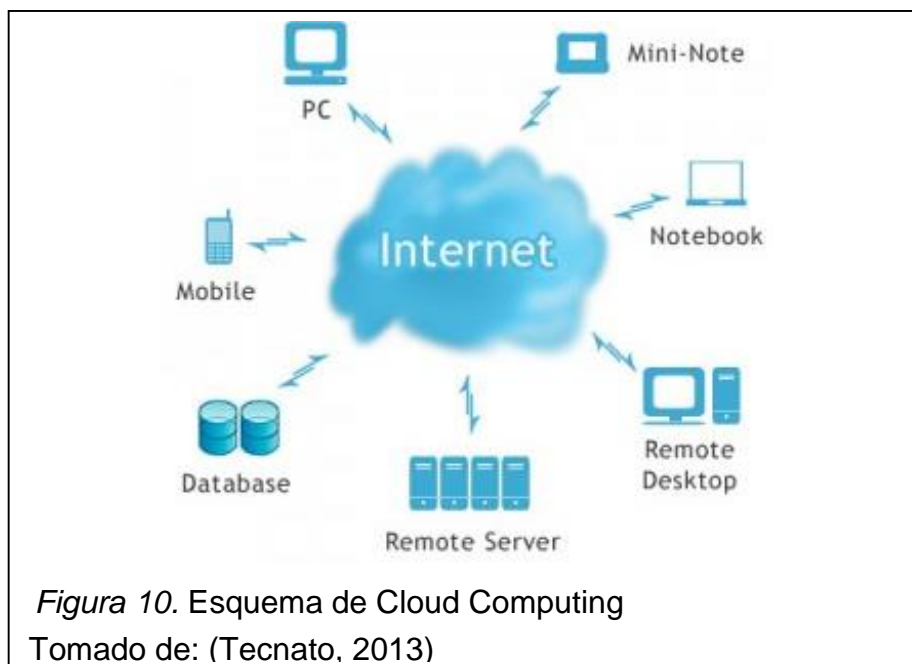 Mini-Note
PC
Internet
Notebook
Mobile
Database
Remote
Desktop
Remote Server
Figura 10. Esquema de Cloud Computing
Tomado de: (Tecnato, 2013)